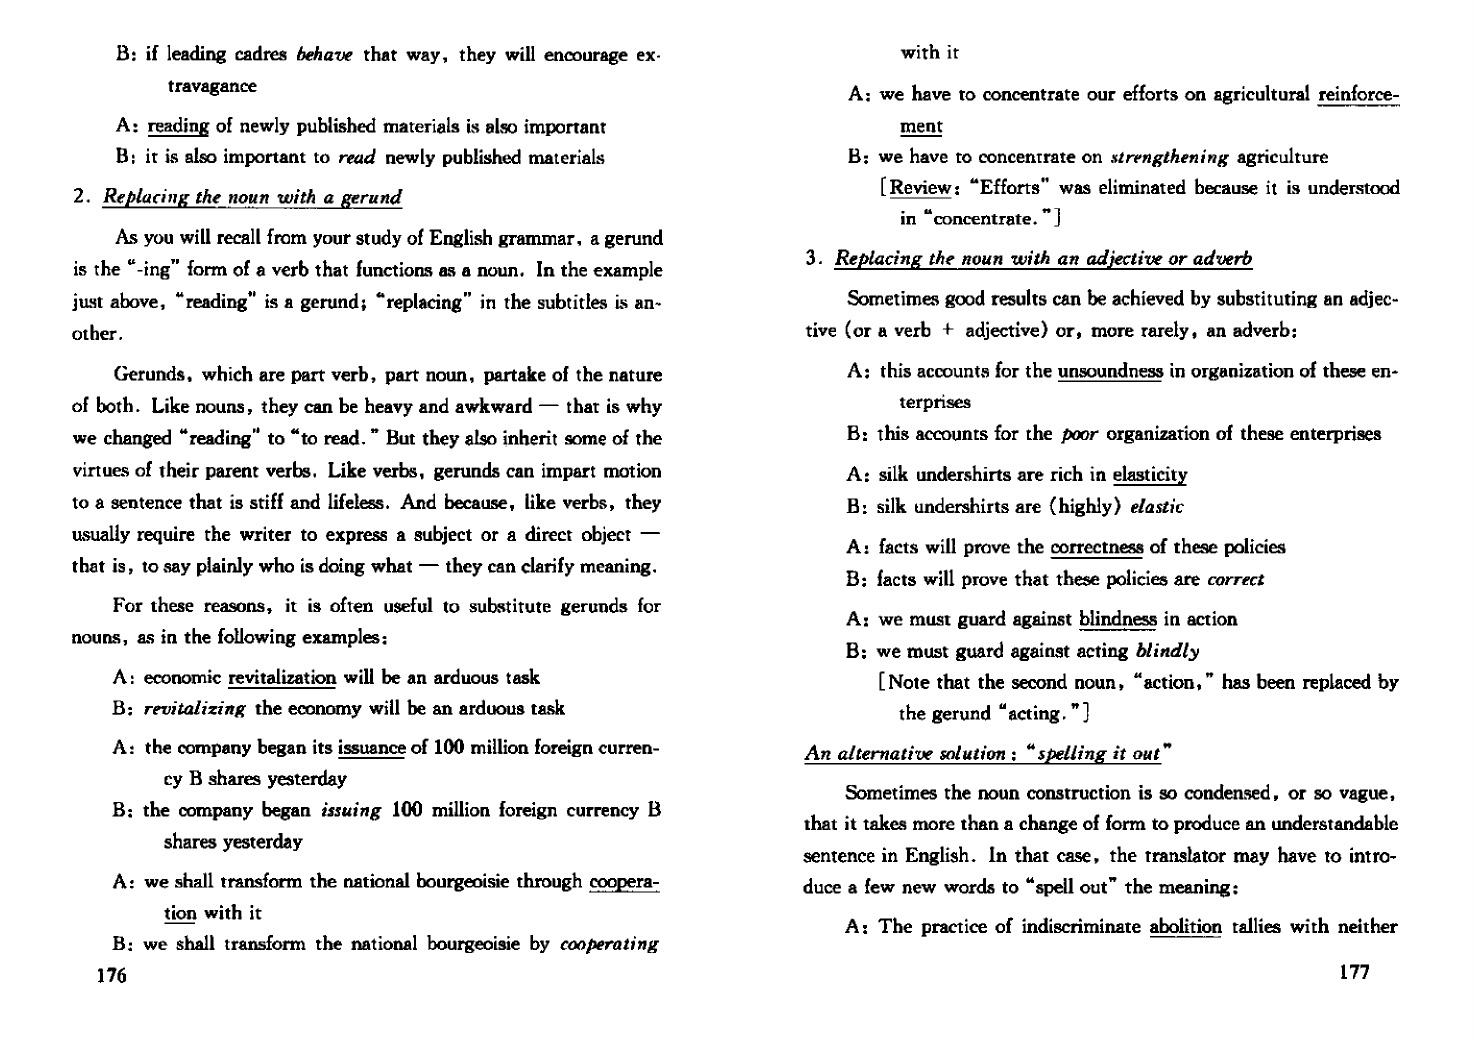 B: if leading cadres behave that way, they will encourage ex-
travagance
A: reading of newly published materials is also important
B: it is also important to read newly published materials
2. Replacing the noun with a gerund
As you will recall from your study of English grammar, a gerund
is the "-ing" form of a verb that functions as a noun. In the example
just above, "reading" is a gerund; "replacing" in the subtitles is an-
other.
Gerunds, which are part verb, part noun, partake of the nature
of both. Like nouns, they can be heavy and awkward — that is why
we changed "reading" to "to read." But they also inherit some of the
virtues of their parent verbs. Like verbs, gerunds can impart motion
to a sentence that is stiff and lifeless. And because, like verbs, they
usually require the writer to express a subject or a direct object —
that is, to say plainly who is doing what — they can clarify meaning.
For these reasons, it is often useful to substitute gerunds for
nouns, as in the following examples:
A: economic revitalization will be an arduous task
B: revitalizing the economy will be an arduous task
A: the company began its issuance of 100 million foreign curren-
cy B shares yesterday
B: the company began issuing 100 million foreign currency B
shares yesterday
A: we shall transform the national bourgeoisie through coopera-
tion with it
B: we shall transform the national bourgeoisie by cooperating
176
with it
A: we have to concentrate our efforts on agricultural reinforce-
ment
B: we have to concentrate on strengthening agriculture
[Review: "Efforts" was eliminated because it is understood
in "concentrate."]
3. Replacing the noun with an adjective or adverb
Sometimes good results can be achieved by substituting an adjec-
tive (or a verb + adjective) or, more rarely, an adverb:
A: this accounts for the unsoundness in organization of these en-
terprises
B: this accounts for the poor organization of these enterprises
A: silk undershirts are rich in elasticity
B: silk undershirts are (highly) elastic
A: facts will prove the correctness of these policies
B: facts will prove that these policies are correct
A: we must guard against blindness in action
B: we must guard against acting blindly
[Note that the second noun, "action," has been replaced by
the gerund "acting."]
An alternative solution: "spelling it out"
Sometimes the noun construction is so condensed, or so vague,
that it takes more than a change of form to produce an understandable
sentence in English. In that case, the translator may have to intro-
duce a few new words to "spell out" the meaning:
A: The practice of indiscriminate abolition tallies with neither
177